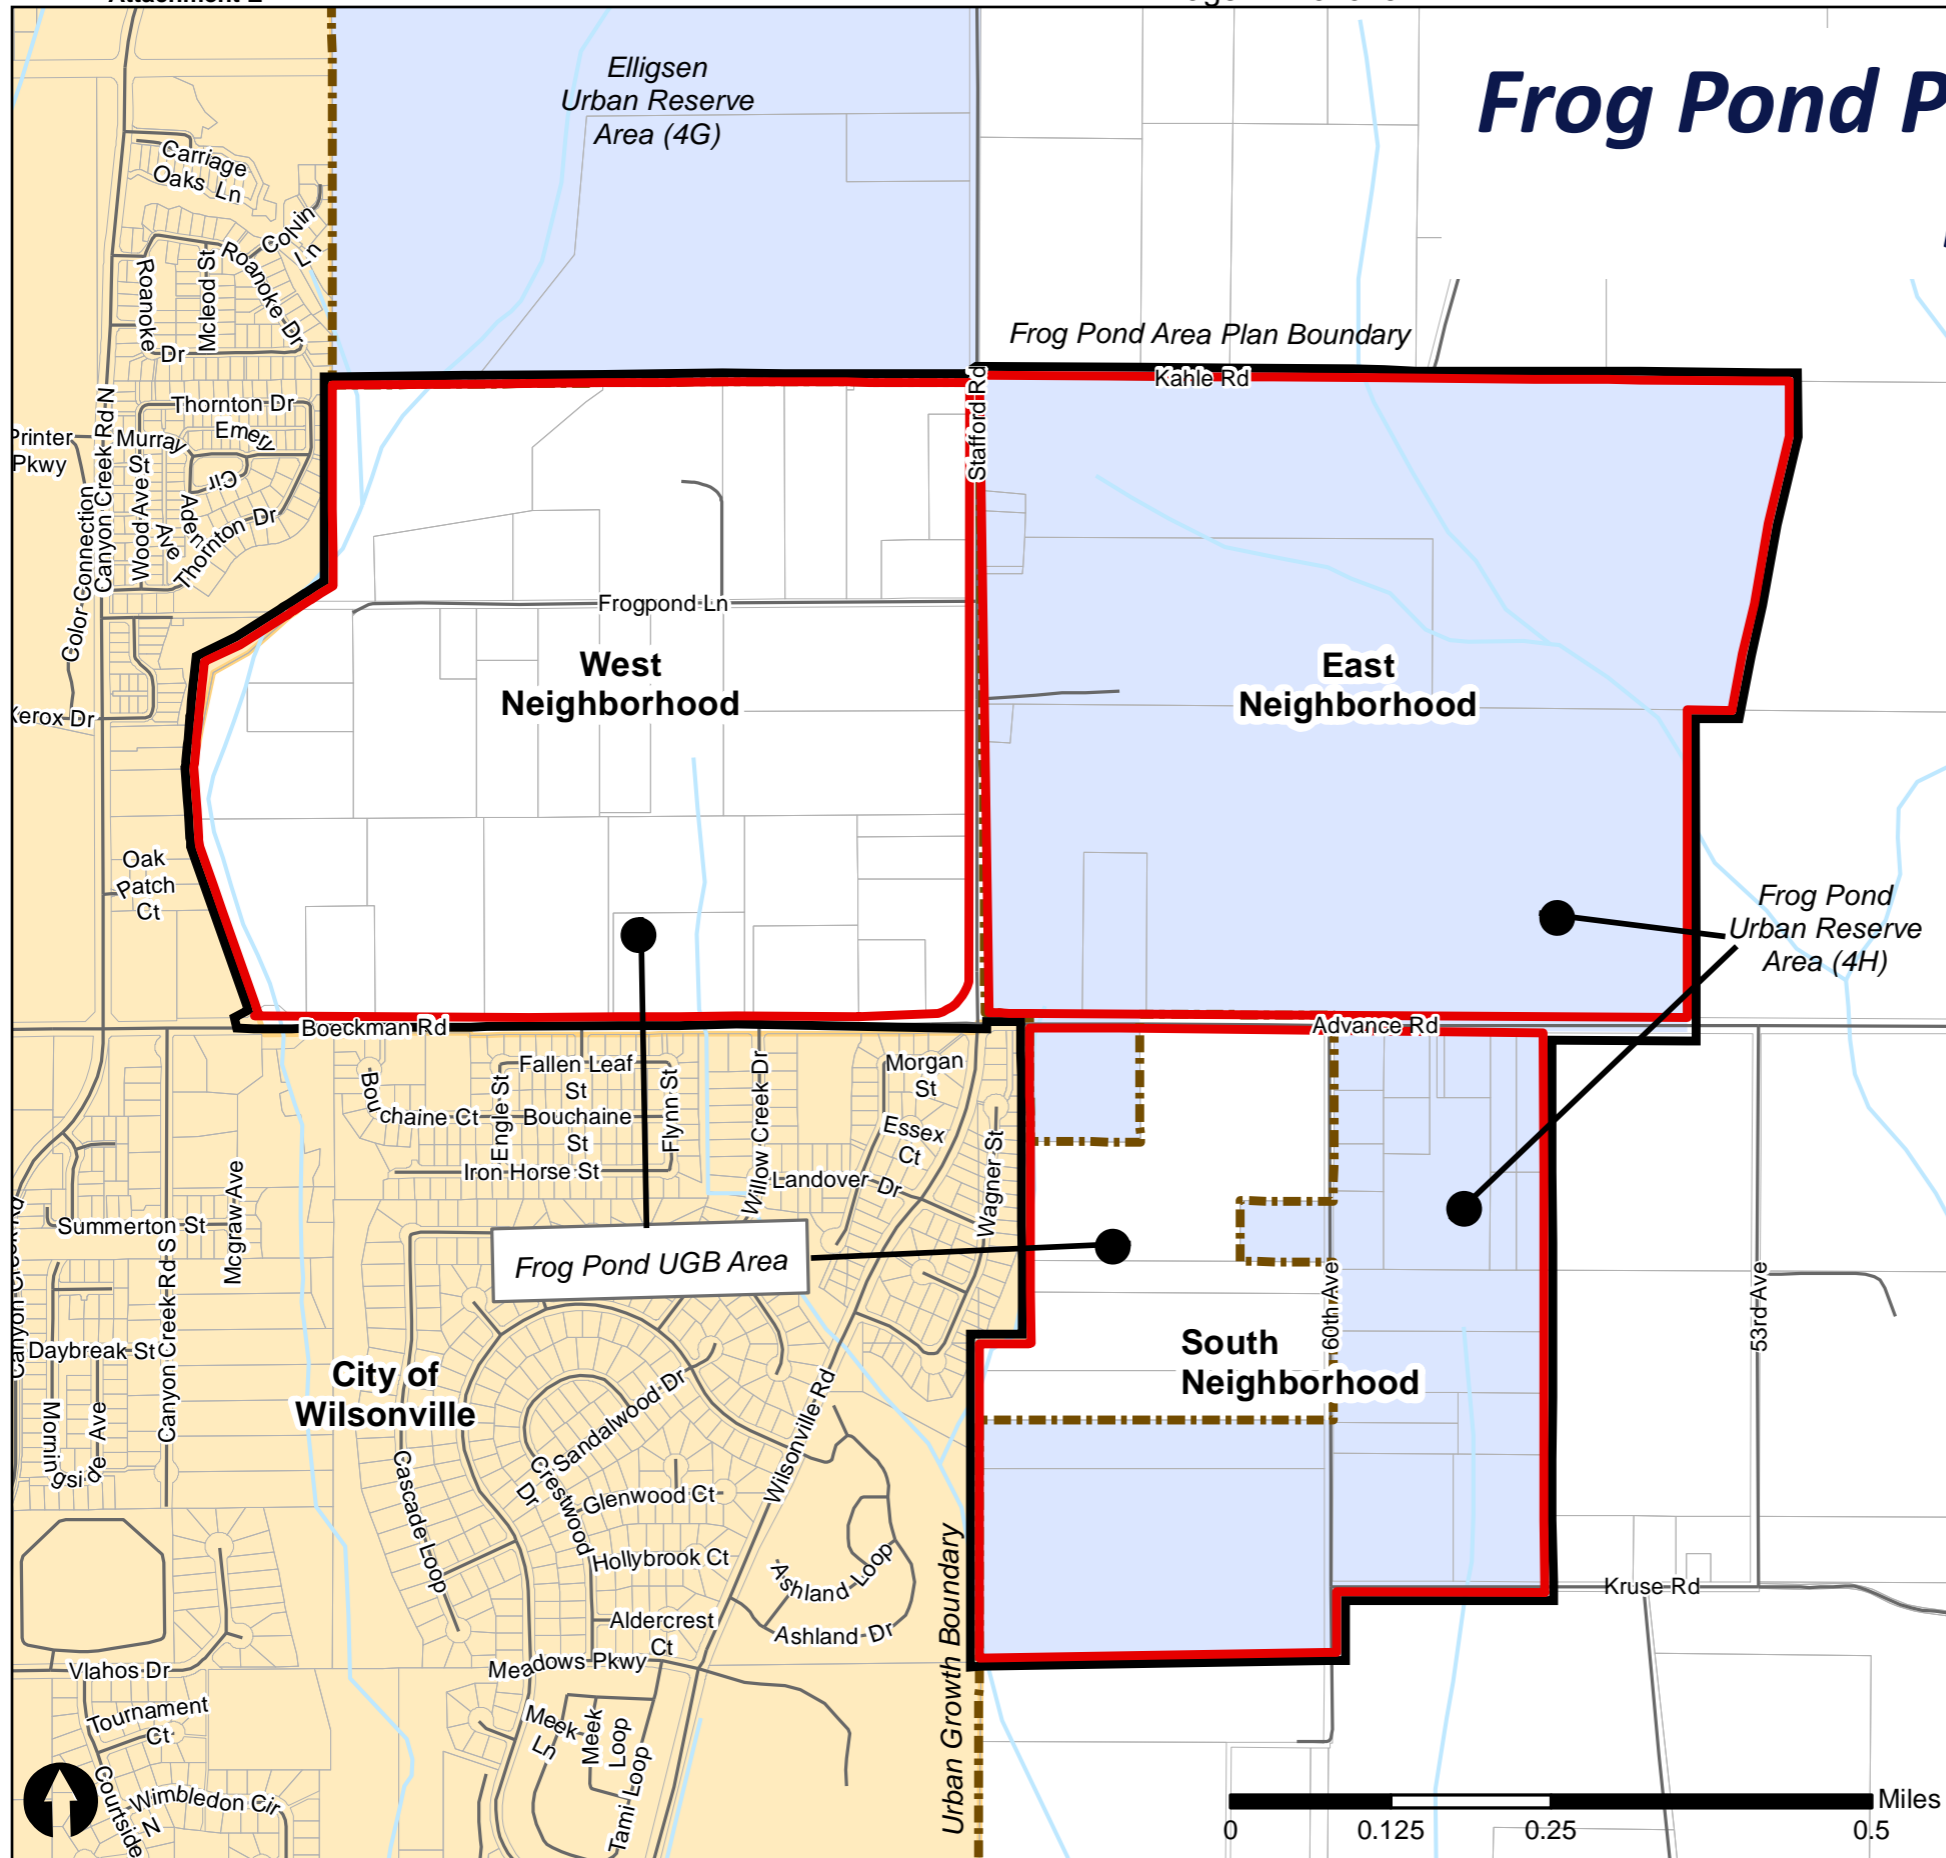 Frog Pond P
Elligsen
Urban Reserve
Area (4G)
Carriage
Oaks Ln
Colvin
Ln
Roanoke Dr
Mcleod St
Roanoke
Dr
Frog Pond Area Plan Boundary
Kahle Rd
Stafford Rd
Thornton Dr
Emery
Cir
Printer
Pkwy
Murray
St
Canyon Creek Rd N
Wood Ave
Aden
Ave
Thornton Dr
Color Connection
Frogpond Ln
West
Neighborhood
East
Neighborhood
Xerox Dr
Oak
Patch
Ct
Frog Pond
Urban Reserve
Area (4H)
Boeckman Rd
Advance Rd
Fallen Leaf
St
Bouchaine Ct
Engle St
Bouchaine
St
Flynn St
Iron Horse St
Willow Creek Dr
Morgan
St
Essex
Ct
Landover Dr
Wagner St
Summerton St
Mcgraw Ave
Canyon Creek Rd S
Canyon Creek Rd
Frog Pond UGB Area
60th Ave
53rd Ave
South
Neighborhood
Daybreak St
Morningside Ave
City of
Wilsonville
Cascade Loop
Sandalwood Dr
Crestwood
Dr
Glenwood Ct
Hollybrook Ct
Wilsonville Rd
Ashland Loop
Ashland Dr
Aldercrest
Ct
Kruse Rd
Urban Growth Boundary
Vlahos Dr
Meadows Pkwy
Tournament
Ct
Meek
Ln
Meek
Loop
Tami Loop
Wimbledon Cir
N
Courtside
Miles
0 0.125 0.25 0.5